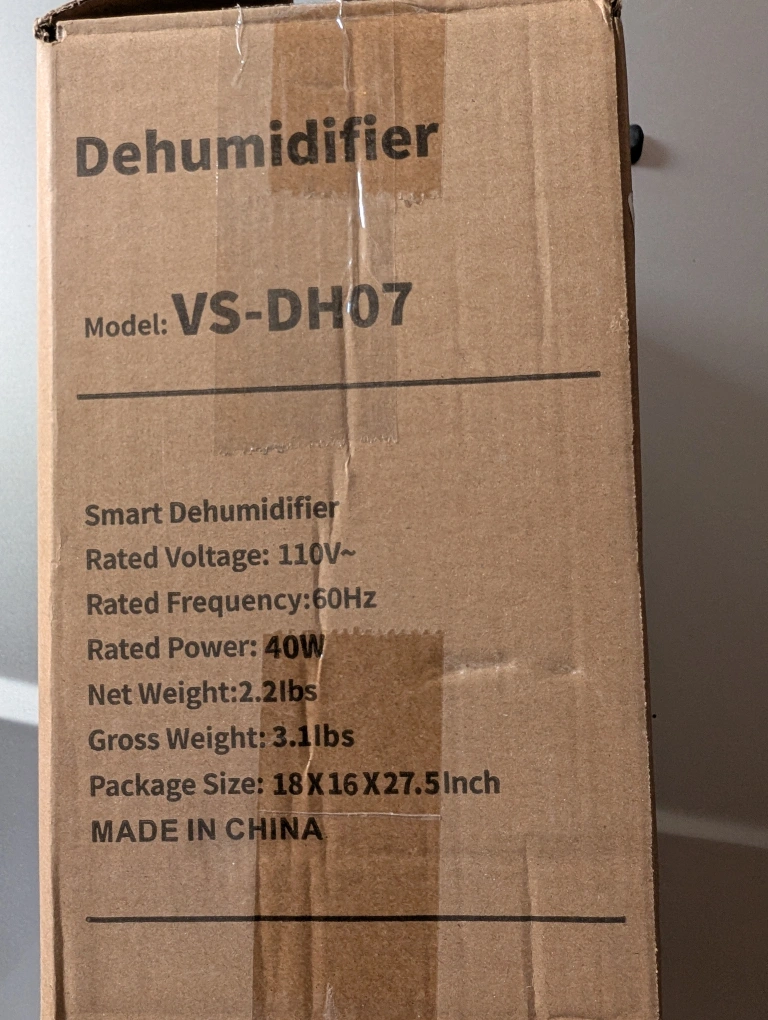 Dehumidifier
Model: VS-DH07
Smart Dehumidifier
Rated Voltage: 110V~
Rated Frequency:60Hz
Rated Power: 40W
Net Weight:2.2lbs
Gross Weight: 3.1lbs
Package Size: 18X16X27.5Inch
MADE IN CHINA